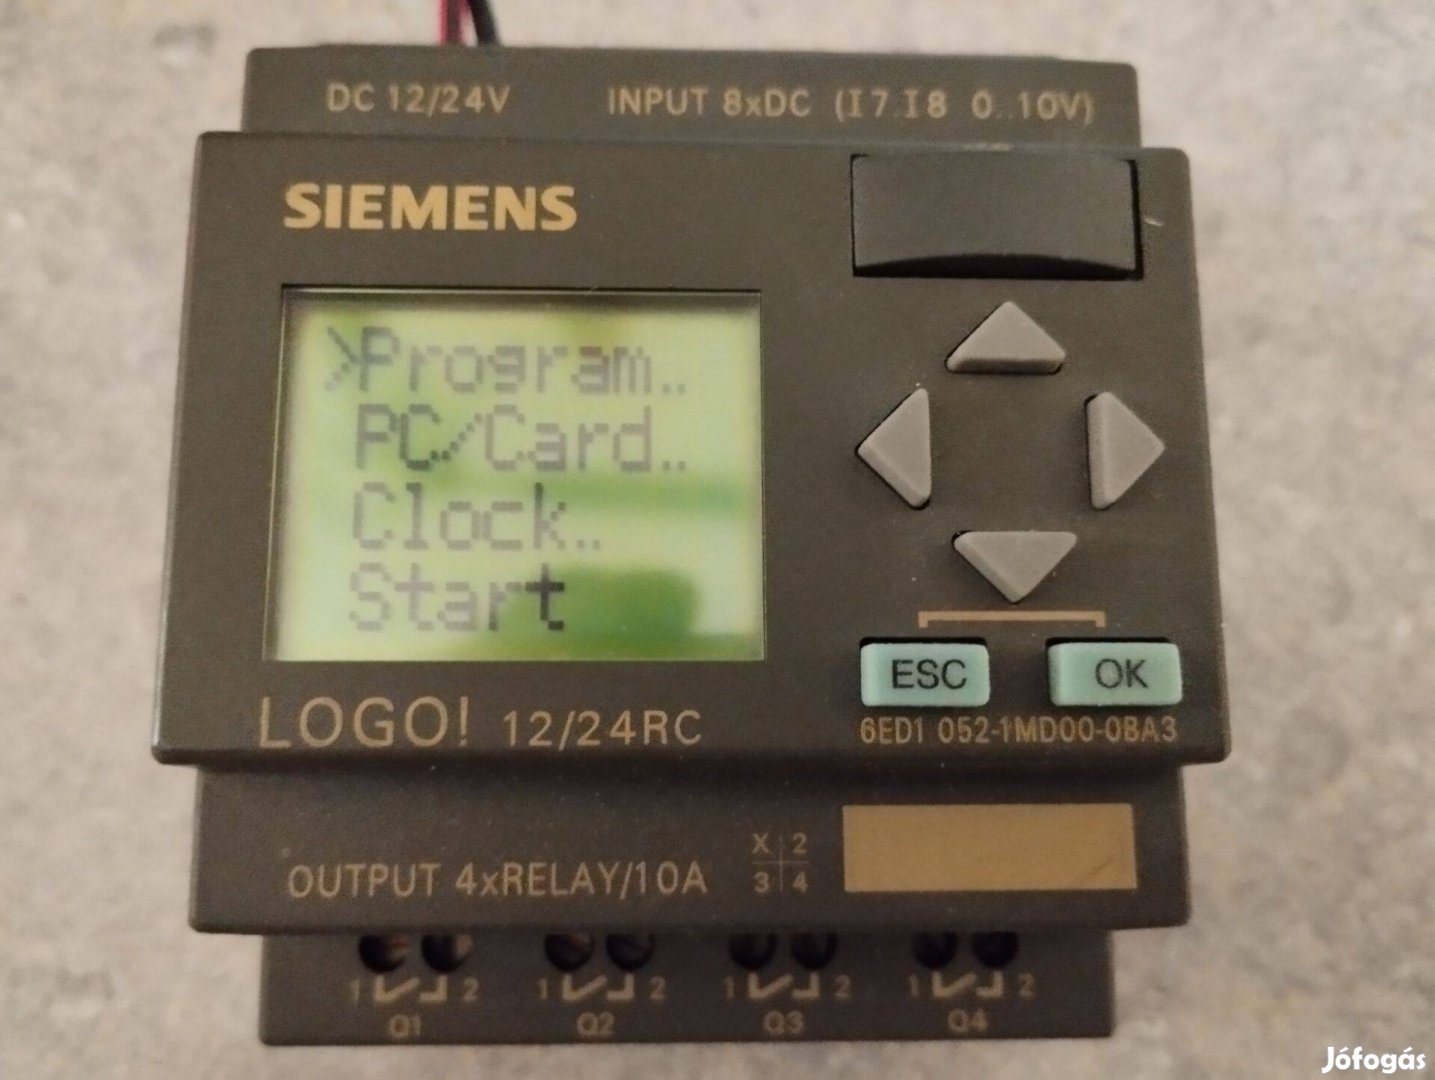 DC 12/24V INPUT 8xDC (I7.I8 0..10V)
SIEMENS
>Program..
PC/Card..
Clock..
Start
ESC OK
LOGO! 12/24RC 6ED1 052-1MD00-0BA3
OUTPUT 4xRELAY/10A
X 2
3 4
1 2 1 2 1 2 1 2
Q1 Q2 Q3 Q4
Jófogás